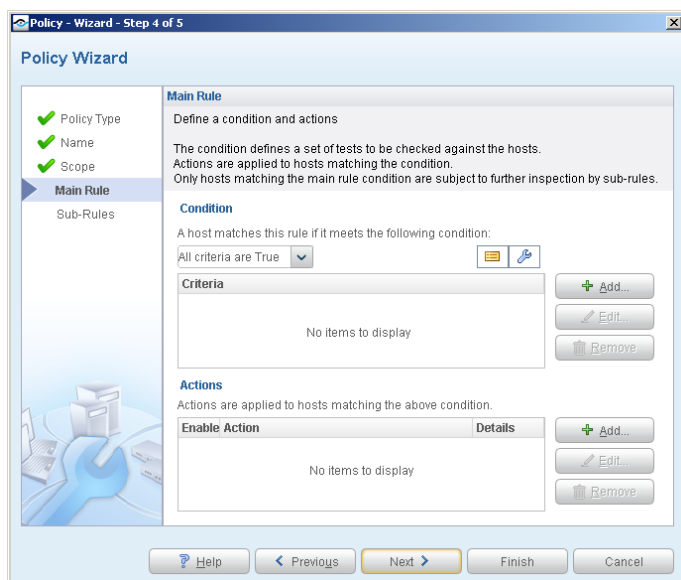 Policy - Wizard - Step 4 of 5
Policy Wizard
Policy Type
Name
Scope
Main Rule
Sub-Rules
Main Rule
Define a condition and actions
The condition defines a set of tests to be checked against the hosts.
Actions are applied to hosts matching the condition.
Only hosts matching the main rule condition are subject to further inspection by sub-rules.
Condition
A host matches this rule if it meets the following condition:
All criteria are True
Criteria
No items to display
Add...
Edit...
Remove
Actions
Actions are applied to hosts matching the above condition.
Enable Action Details
No items to display
Add...
Edit...
Remove
Help
Previous
Next
Finish
Cancel